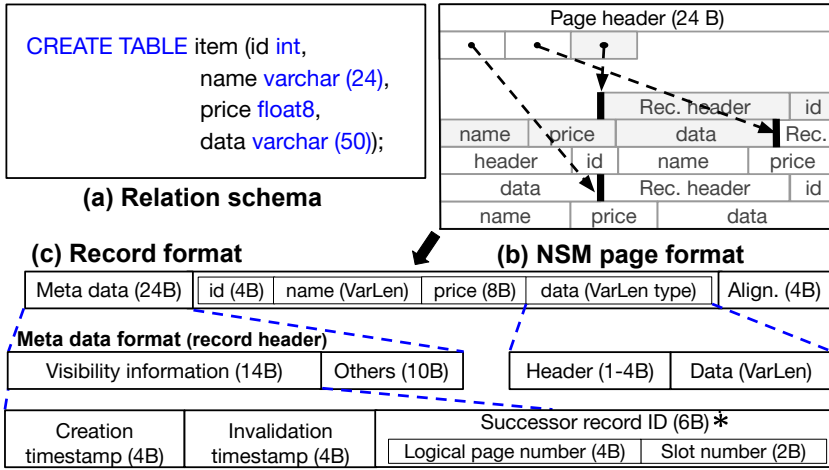 CREATE TABLE item (id int,
name varchar (24),
price float8,
data varchar (50));
(a) Relation schema
Page header (24 B)
Rec. header id
name price data Rec.
header id name price
data Rec. header id
name price data
(c) Record format
(b) NSM page format
Meta data (24B) id (4B) name (VarLen) price (8B) data (VarLen type) Align. (4B)
Meta data format (record header)
Visibility information (14B) Others (10B) Header (1-4B) Data (VarLen)
Creation
timestamp (4B)
Invalidation
timestamp (4B)
Successor record ID (6B) *
Logical page number (4B) Slot number (2B)